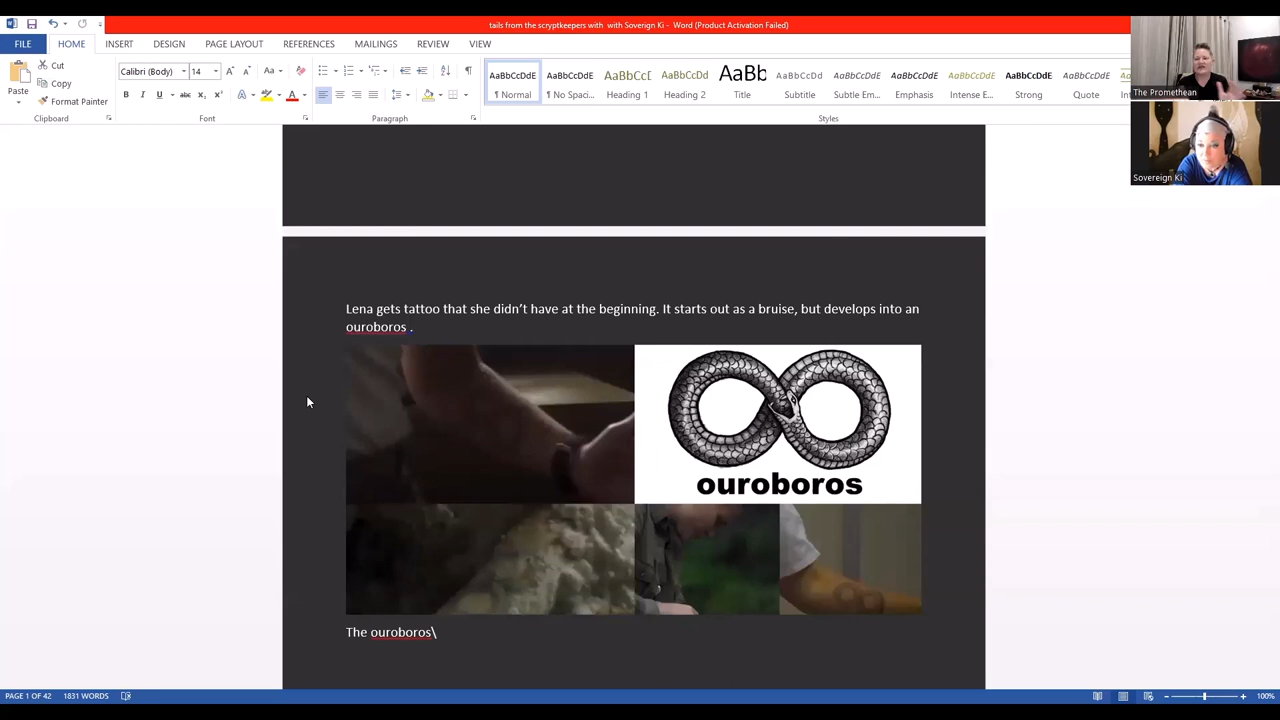 tails from the scryptkeepers with with Soverign Ki - Word (Product Activation Failed)
FILE HOME INSERT DESIGN PAGE LAYOUT REFERENCES MAILINGS REVIEW VIEW
Paste
Cut
Copy
Format Painter
Clipboard
Calibri (Body) 14
Font
Paragraph
AaBbCcDdE AaBbCcDdE AaBbCcI AaBbCcDd AaBb AaBbCcDd AaBbCcDdE AaBbCcDdE AaBbCcDdE AaBbCcDdE AaBbCcDdE
¶ Normal ¶ No Spaci... Heading 1 Heading 2 Title Subtitle Subtle Em... Emphasis Intense E... Strong Quote
Styles
The Promethean
Sovereign Ki
Lena gets tattoo that she didn’t have at the beginning. It starts out as a bruise, but develops into an
ouroboros .
ouroboros
The ouroboros\
PAGE 1 OF 42 1831 WORDS
100%